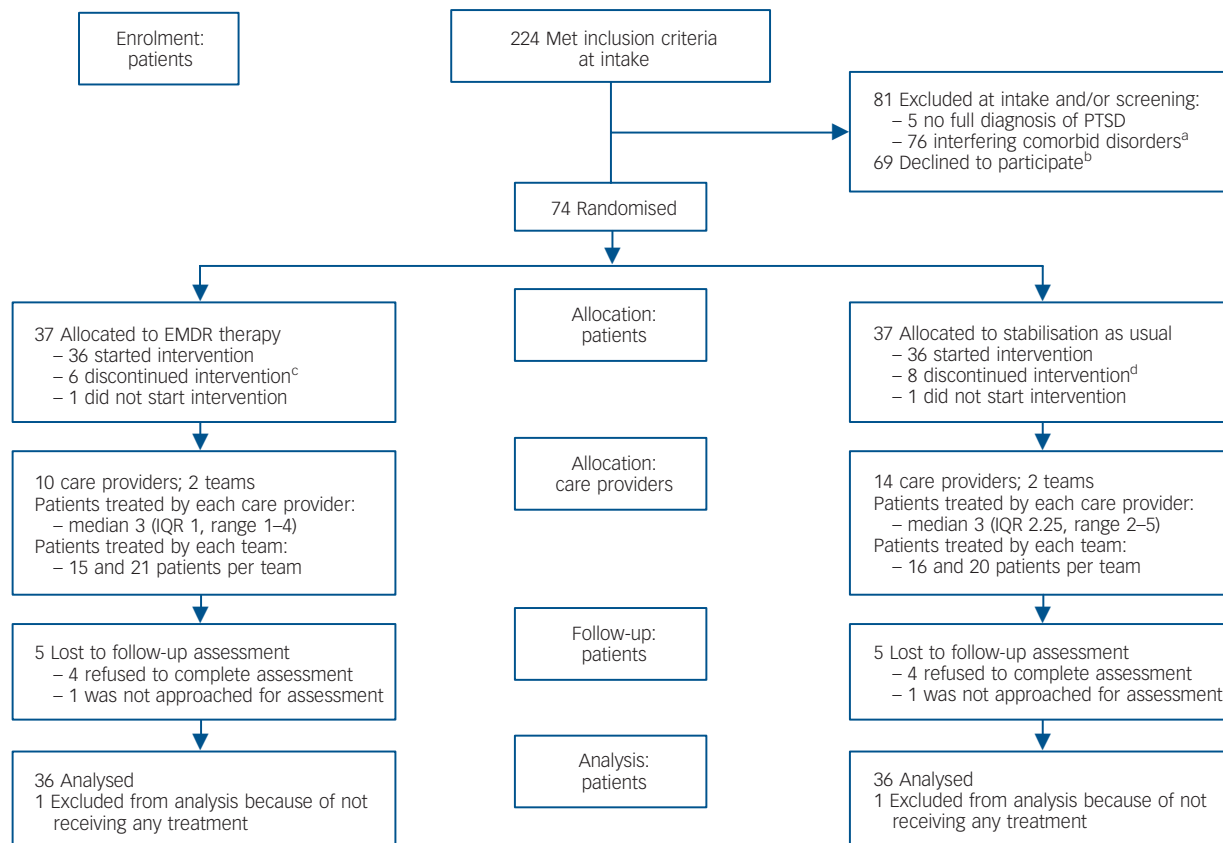 Enrolment:
patients
224 Met inclusion criteria
at intake
81 Excluded at intake and/or screening:
– 5 no full diagnosis of PTSD
– 76 interfering comorbid disordersᵃ
69 Declined to participateᵇ
74 Randomised
37 Allocated to EMDR therapy
– 36 started intervention
– 6 discontinued interventionᶜ
– 1 did not start intervention
Allocation:
patients
37 Allocated to stabilisation as usual
– 36 started intervention
– 8 discontinued interventionᵈ
– 1 did not start intervention
10 care providers; 2 teams
Patients treated by each care provider:
– median 3 (IQR 1, range 1–4)
Patients treated by each team:
– 15 and 21 patients per team
Allocation:
care providers
14 care providers; 2 teams
Patients treated by each care provider:
– median 3 (IQR 2.25, range 2–5)
Patients treated by each team:
– 16 and 20 patients per team
5 Lost to follow-up assessment
– 4 refused to complete assessment
– 1 was not approached for assessment
Follow-up:
patients
5 Lost to follow-up assessment
– 4 refused to complete assessment
– 1 was not approached for assessment
36 Analysed
1 Excluded from analysis because of not
receiving any treatment
Analysis:
patients
36 Analysed
1 Excluded from analysis because of not
receiving any treatment